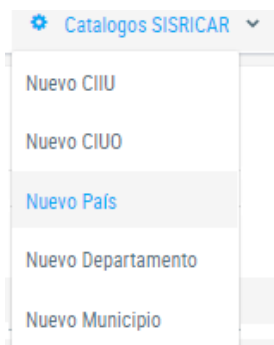 Catalogos SISRICAR
Nuevo CIIU
Nuevo CIUO
Nuevo País
Nuevo Departamento
Nuevo Municipio